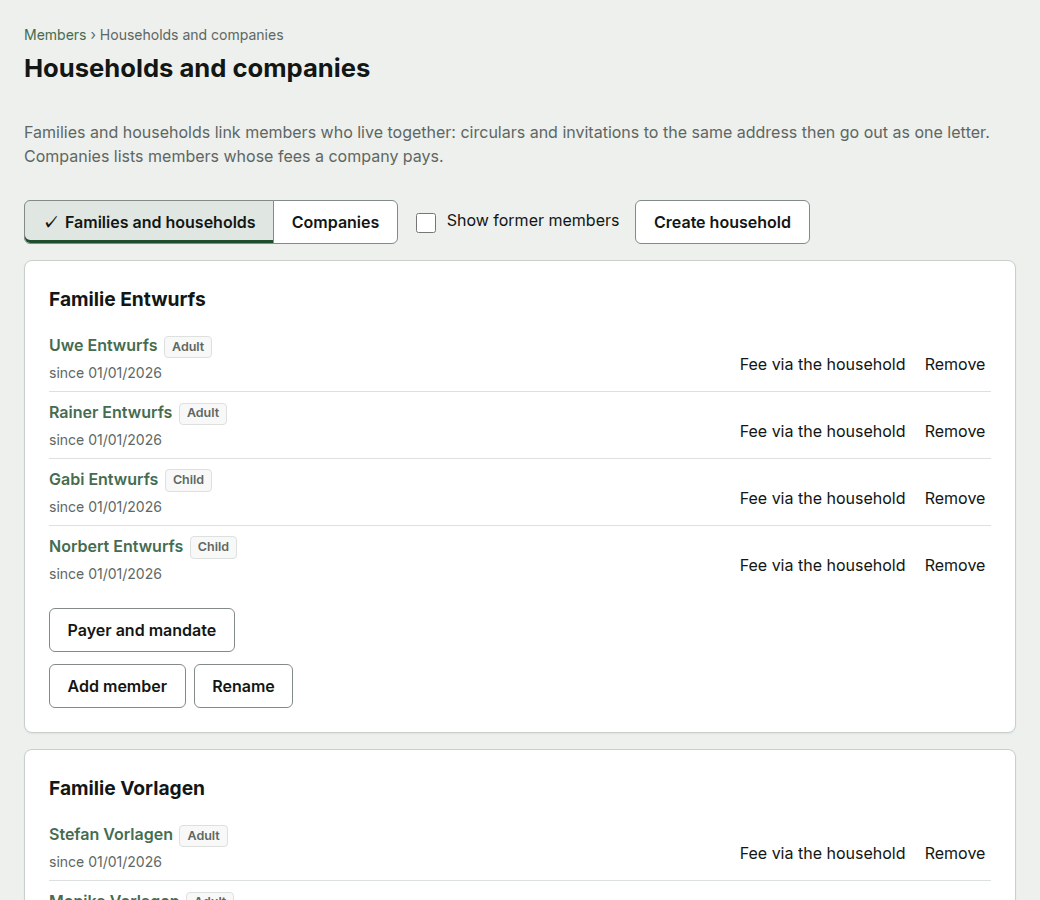 Members › Households and companies
Households and companies
Families and households link members who live together: circulars and invitations to the same address then go out as one letter.
Companies lists members whose fees a company pays.
✓ Families and households Companies Show former members Create household
Familie Entwurfs
Uwe Entwurfs Adult
since 01/01/2026
Fee via the household Remove
Rainer Entwurfs Adult
since 01/01/2026
Fee via the household Remove
Gabi Entwurfs Child
since 01/01/2026
Fee via the household Remove
Norbert Entwurfs Child
since 01/01/2026
Fee via the household Remove
Payer and mandate
Add member Rename
Familie Vorlagen
Stefan Vorlagen Adult
since 01/01/2026
Fee via the household Remove
Monika Vorlagen Adult